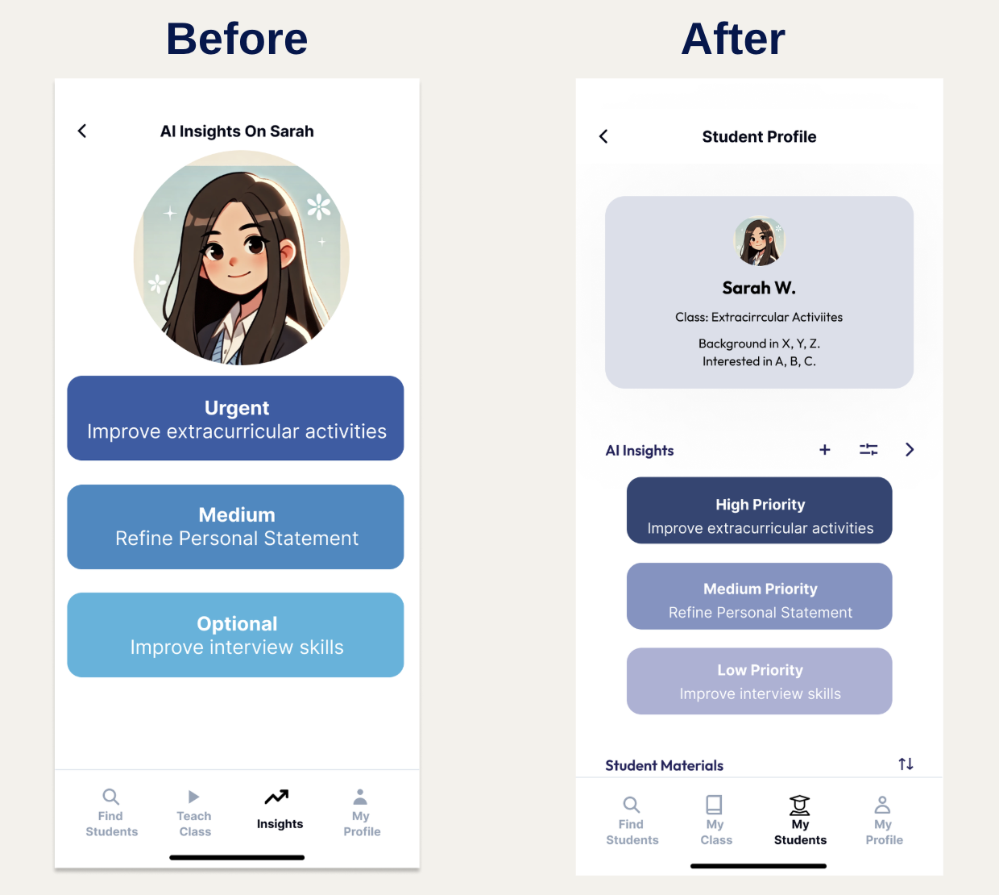 Before
After
AI Insights On Sarah
Urgent
Improve extracurricular activities
Medium
Refine Personal Statement
Optional
Improve interview skills
Find
Students
Teach
Class
Insights
My
Profile
Student Profile
Sarah W.
Class: Extracirrcular Activiites
Background in X, Y, Z.
Interested in A, B, C.
AI Insights
High Priority
Improve extracurricular activities
Medium Priority
Refine Personal Statement
Low Priority
Improve interview skills
Student Materials
Find
Students
My
Class
My
Students
My
Profile